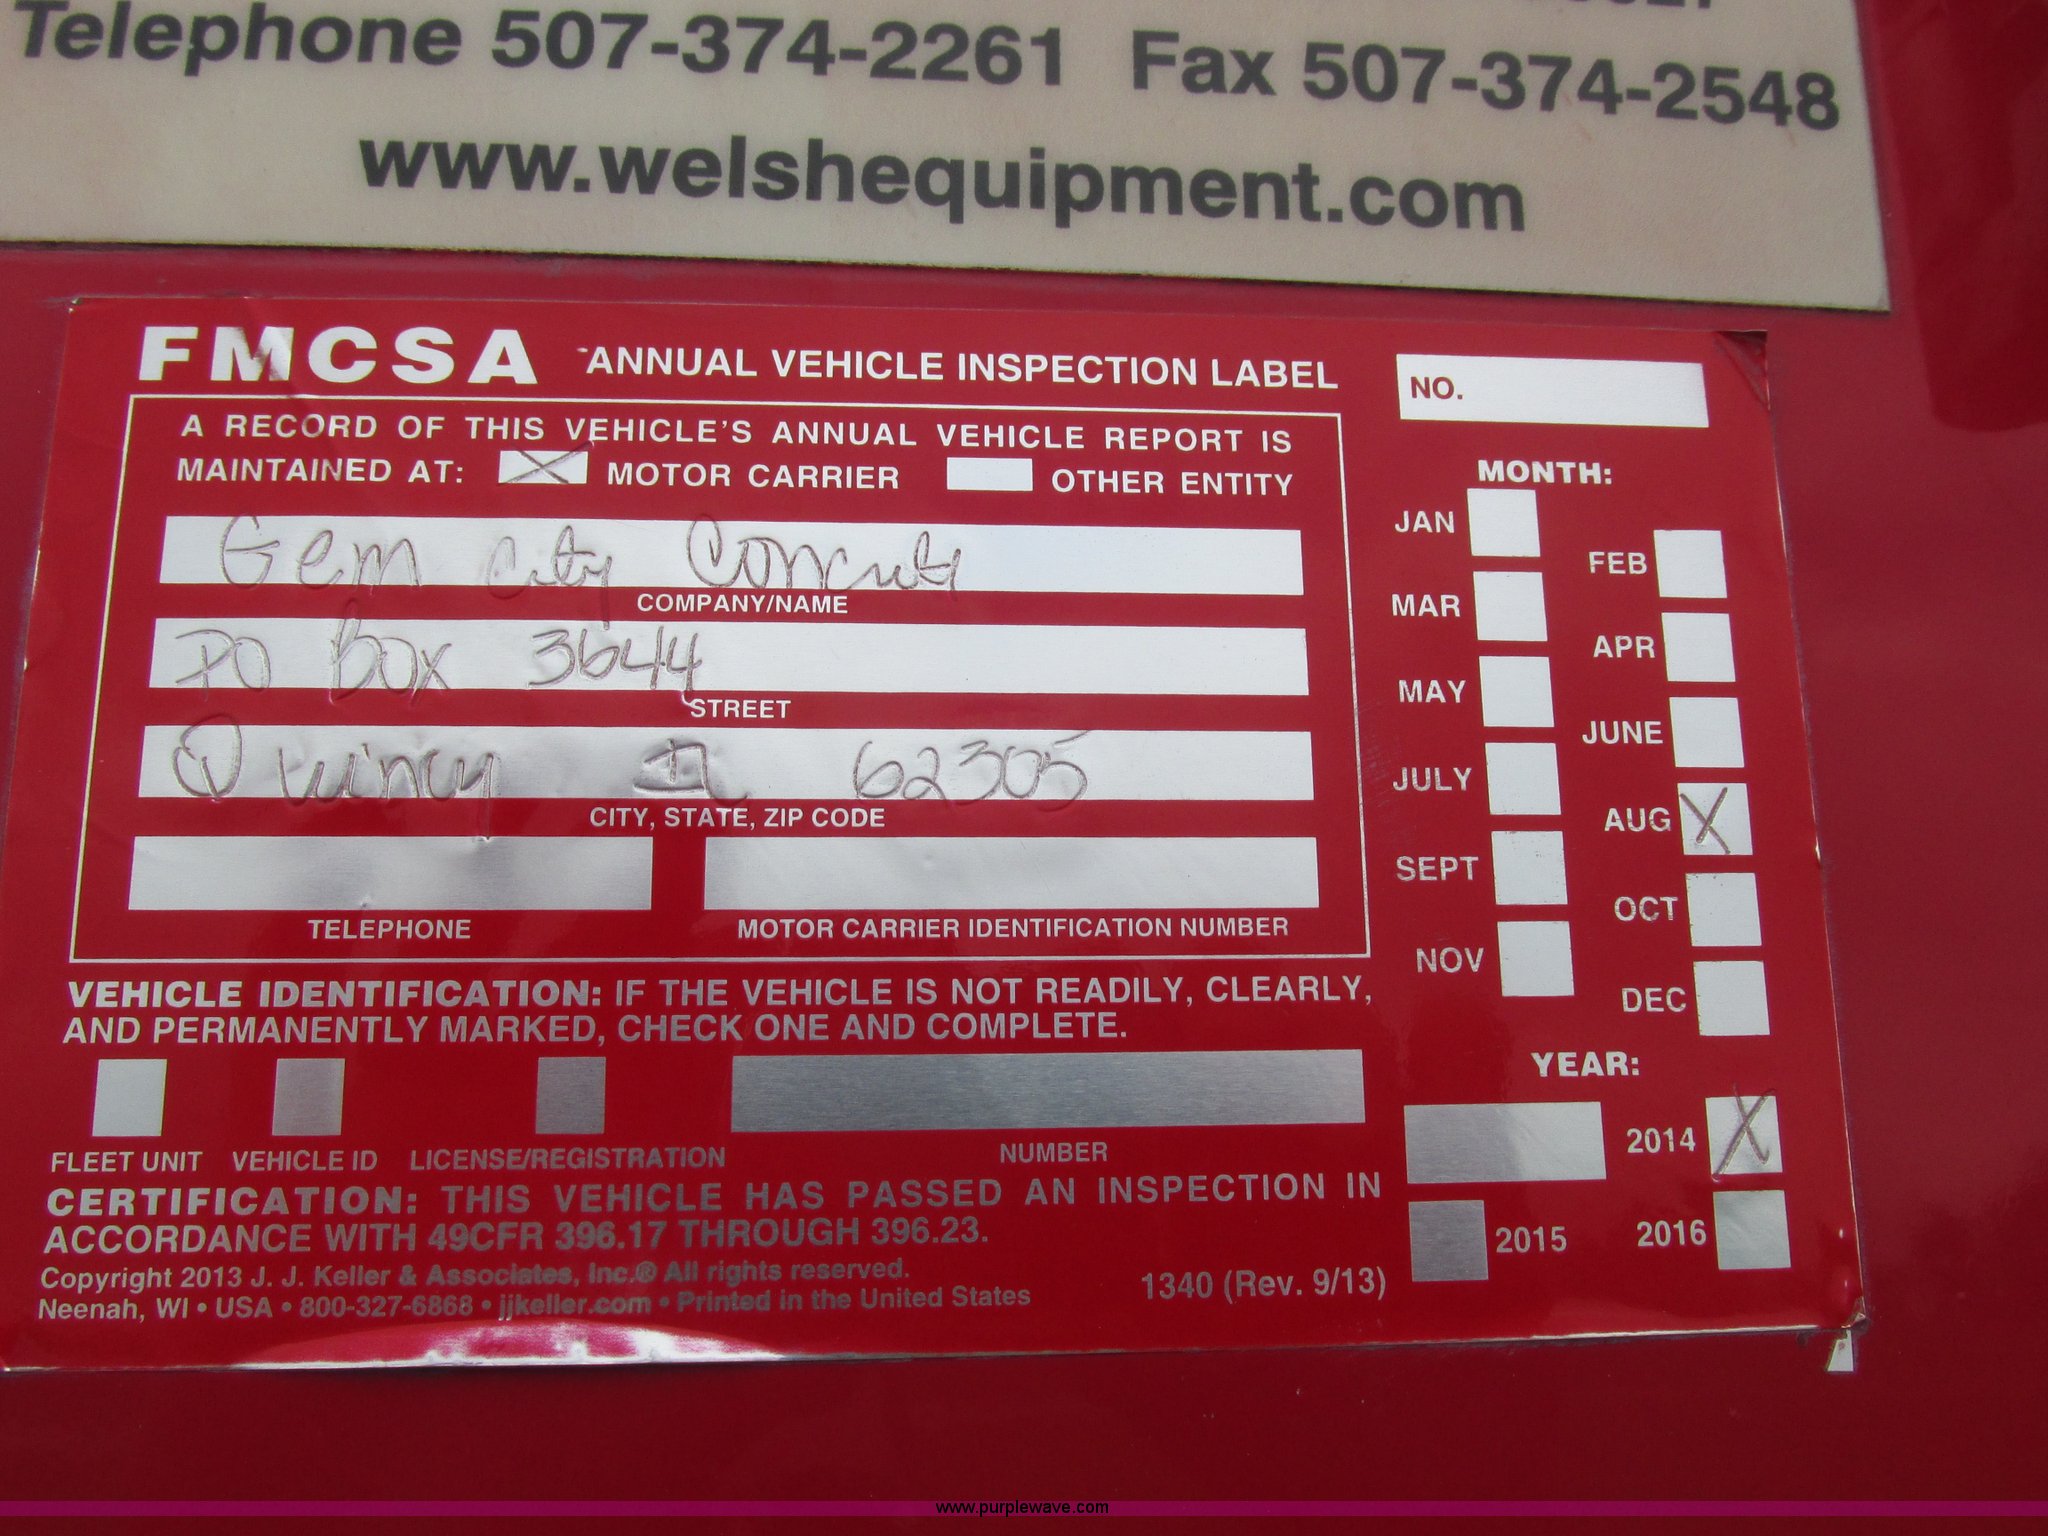 Telephone 507-374-2261 Fax 507-374-2548
www.welshequipment.com
FMCSA ANNUAL VEHICLE INSPECTION LABEL
NO.
A RECORD OF THIS VEHICLE'S ANNUAL VEHICLE REPORT IS
MAINTAINED AT: X MOTOR CARRIER OTHER ENTITY
Gem City Concrete
COMPANY/NAME
PO Box 3644
STREET
Quincy IL 62305
CITY, STATE, ZIP CODE
TELEPHONE
MOTOR CARRIER IDENTIFICATION NUMBER
VEHICLE IDENTIFICATION: IF THE VEHICLE IS NOT READILY, CLEARLY,
AND PERMANENTLY MARKED, CHECK ONE AND COMPLETE.
FLEET UNIT VEHICLE ID LICENSE/REGISTRATION NUMBER
CERTIFICATION: THIS VEHICLE HAS PASSED AN INSPECTION IN
ACCORDANCE WITH 49CFR 396.17 THROUGH 396.23.
Copyright 2013 J. J. Keller & Associates, Inc.® All rights reserved.
Neenah, WI • USA • 800-327-6868 • jjkeller.com • Printed in the United States
1340 (Rev. 9/13)
MONTH:
JAN
FEB
MAR
APR
MAY
JUNE
JULY
AUG X
SEPT
OCT
NOV
DEC
YEAR:
2014 X
2015
2016
www.purplewave.com